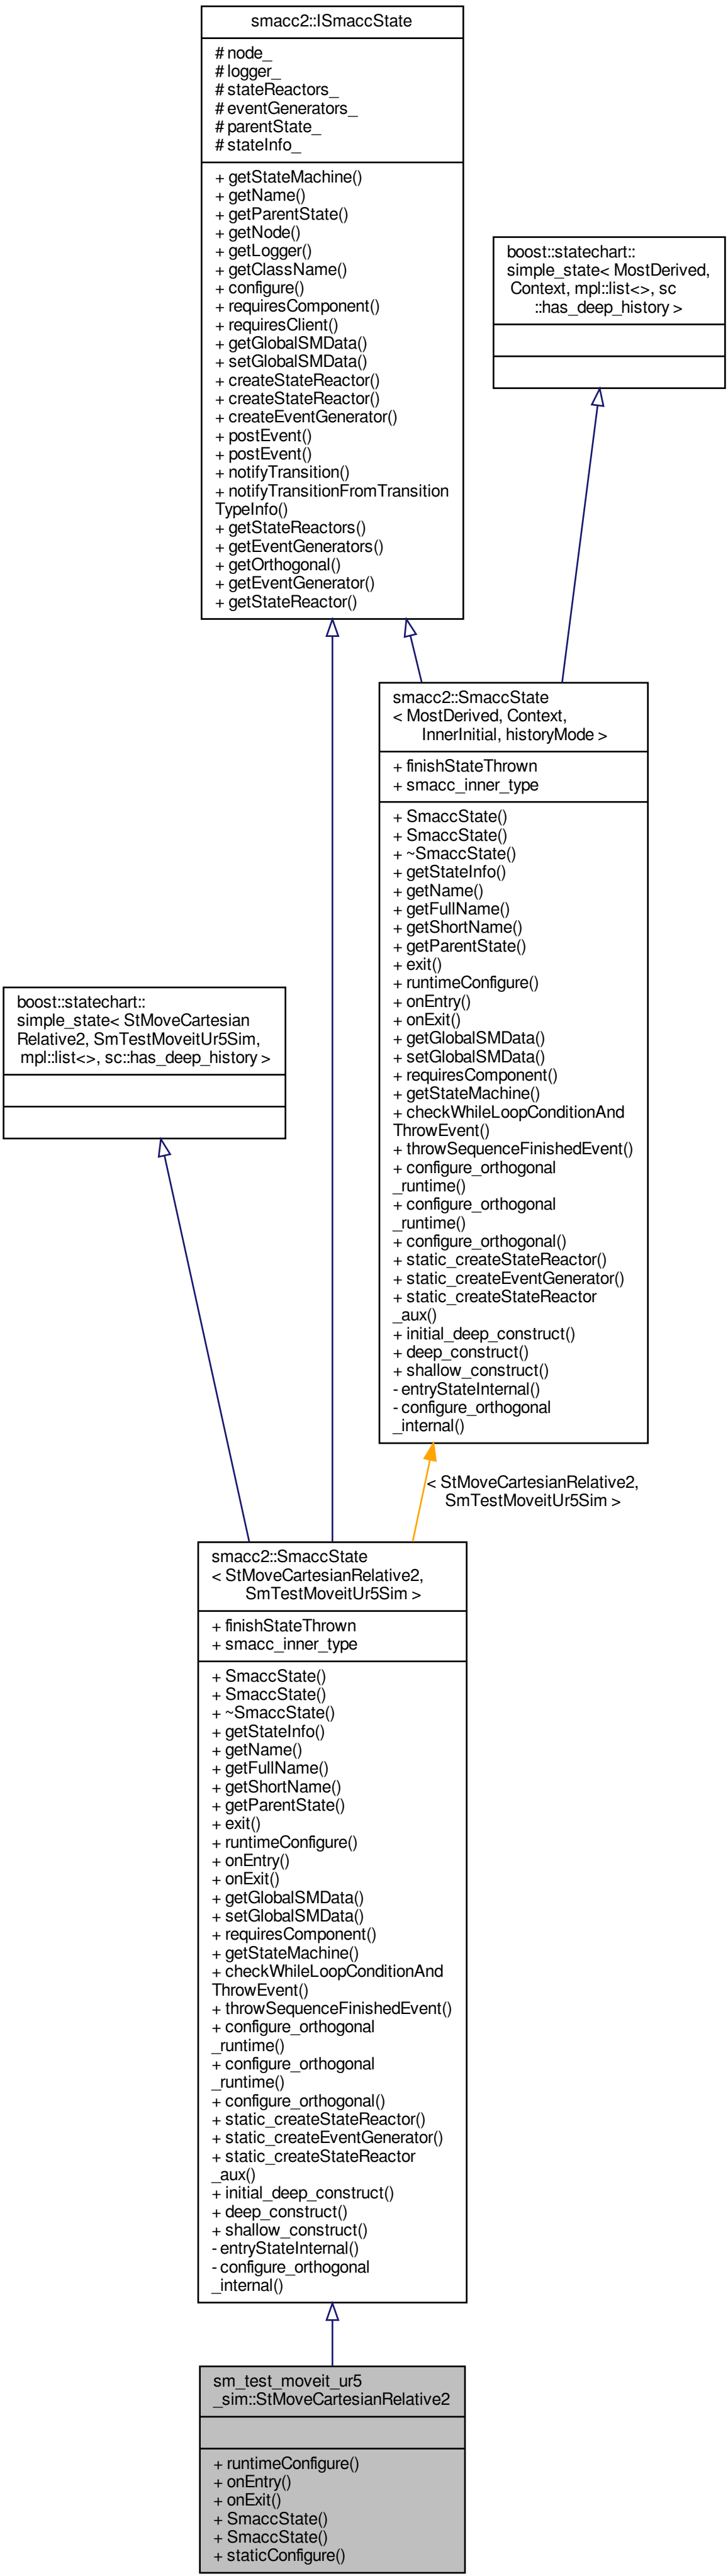 smacc2::ISmaccState
# node_
# logger_
# stateReactors_
# eventGenerators_
# parentState_
# stateInfo_
+ getStateMachine()
+ getName()
+ getParentState()
+ getNode()
+ getLogger()
+ getClassName()
+ configure()
+ requiresComponent()
+ requiresClient()
+ getGlobalSMData()
+ setGlobalSMData()
+ createStateReactor()
+ createStateReactor()
+ createEventGenerator()
+ postEvent()
+ postEvent()
+ notifyTransition()
+ notifyTransitionFromTransition
TypeInfo()
+ getStateReactors()
+ getEventGenerators()
+ getOrthogonal()
+ getEventGenerator()
+ getStateReactor()
boost::statechart::
simple_state< MostDerived,
Context, mpl::list<>, sc
::has_deep_history >
smacc2::SmaccState
< MostDerived, Context,
InnerInitial, historyMode >
+ finishStateThrown
+ smacc_inner_type
+ SmaccState()
+ SmaccState()
+ ~SmaccState()
+ getStateInfo()
+ getName()
+ getFullName()
+ getShortName()
+ getParentState()
+ exit()
+ runtimeConfigure()
+ onEntry()
+ onExit()
+ getGlobalSMData()
+ setGlobalSMData()
+ requiresComponent()
+ getStateMachine()
+ checkWhileLoopConditionAnd
ThrowEvent()
+ throwSequenceFinishedEvent()
+ configure_orthogonal
_runtime()
+ configure_orthogonal
_runtime()
+ configure_orthogonal()
+ static_createStateReactor()
+ static_createEventGenerator()
+ static_createStateReactor
_aux()
+ initial_deep_construct()
+ deep_construct()
+ shallow_construct()
- entryStateInternal()
- configure_orthogonal
_internal()
boost::statechart::
simple_state< StMoveCartesian
Relative2, SmTestMoveitUr5Sim,
mpl::list<>, sc::has_deep_history >
< StMoveCartesianRelative2,
SmTestMoveitUr5Sim >
smacc2::SmaccState
< StMoveCartesianRelative2,
SmTestMoveitUr5Sim >
+ finishStateThrown
+ smacc_inner_type
+ SmaccState()
+ SmaccState()
+ ~SmaccState()
+ getStateInfo()
+ getName()
+ getFullName()
+ getShortName()
+ getParentState()
+ exit()
+ runtimeConfigure()
+ onEntry()
+ onExit()
+ getGlobalSMData()
+ setGlobalSMData()
+ requiresComponent()
+ getStateMachine()
+ checkWhileLoopConditionAnd
ThrowEvent()
+ throwSequenceFinishedEvent()
+ configure_orthogonal
_runtime()
+ configure_orthogonal
_runtime()
+ configure_orthogonal()
+ static_createStateReactor()
+ static_createEventGenerator()
+ static_createStateReactor
_aux()
+ initial_deep_construct()
+ deep_construct()
+ shallow_construct()
- entryStateInternal()
- configure_orthogonal
_internal()
sm_test_moveit_ur5
_sim::StMoveCartesianRelative2
+ runtimeConfigure()
+ onEntry()
+ onExit()
+ SmaccState()
+ SmaccState()
+ staticConfigure()